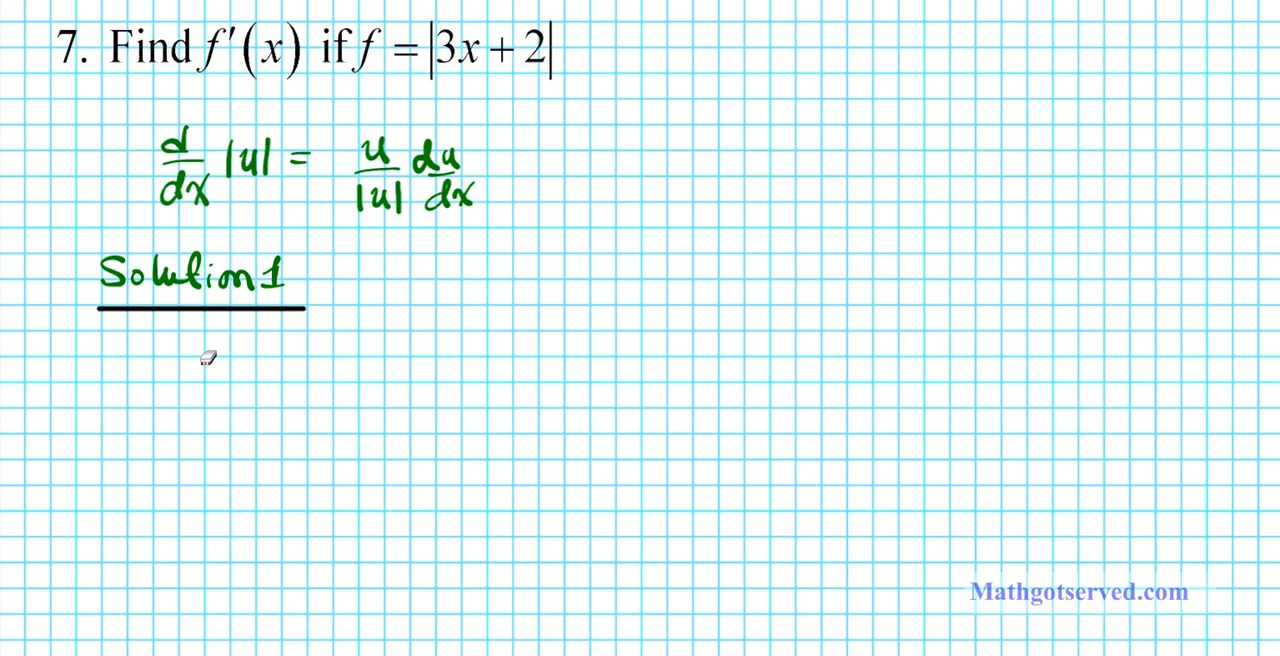 7. Find f′(x) if f = |3x + 2|
d/dx |u| = u/|u| du/dx
Solution 1
Mathgotserved.com